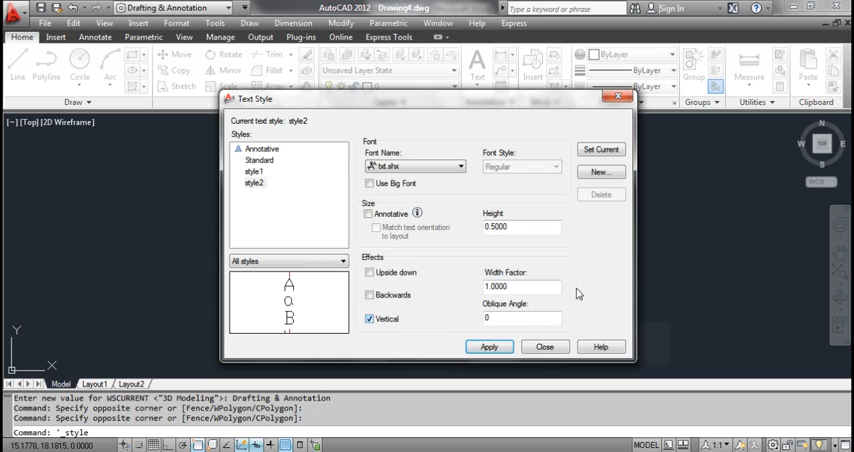 Drafting & Annotation
AutoCAD 2012 Drawing4.dwg
Type a keyword or phrase
Sign In
File Edit View Insert Format Tools Draw Dimension Modify Parametric Window Help Express
Home Insert Annotate Parametric View Manage Output Plug-ins Online Express Tools
Line Polyline Circle Arc
Move Rotate Trim
Copy Mirror
Stretch
Unsaved Layer State
Text Insert
ByLayer
ByLayer
ByLayer
Group Measure Paste
Draw
Groups Utilities Clipboard
[−] [Top] [2D Wireframe]
Text Style
Current text style: style2
Styles:
Annotative
Standard
style1
style2
All styles
A
a
B
Font
Font Name:
txt.shx
Font Style:
Regular
Use Big Font
Size
Annotative
Match text orientation
to layout
Height
0.5000
Effects
Upside down
Backwards
Vertical
Width Factor:
1.0000
Oblique Angle:
0
Set Current
New...
Delete
Apply Close Help
N
W TOP E
S
WCS
Y
X
Model Layout1 Layout2
Enter new value for WSCURRENT <"3D Modeling">: Drafting & Annotation
Command: Specify opposite corner or [Fence/WPolygon/CPolygon]:
Command: Specify opposite corner or [Fence/WPolygon/CPolygon]:
Command: '_style
15.1778, 18.1815, 0.0000
MODEL
1:1